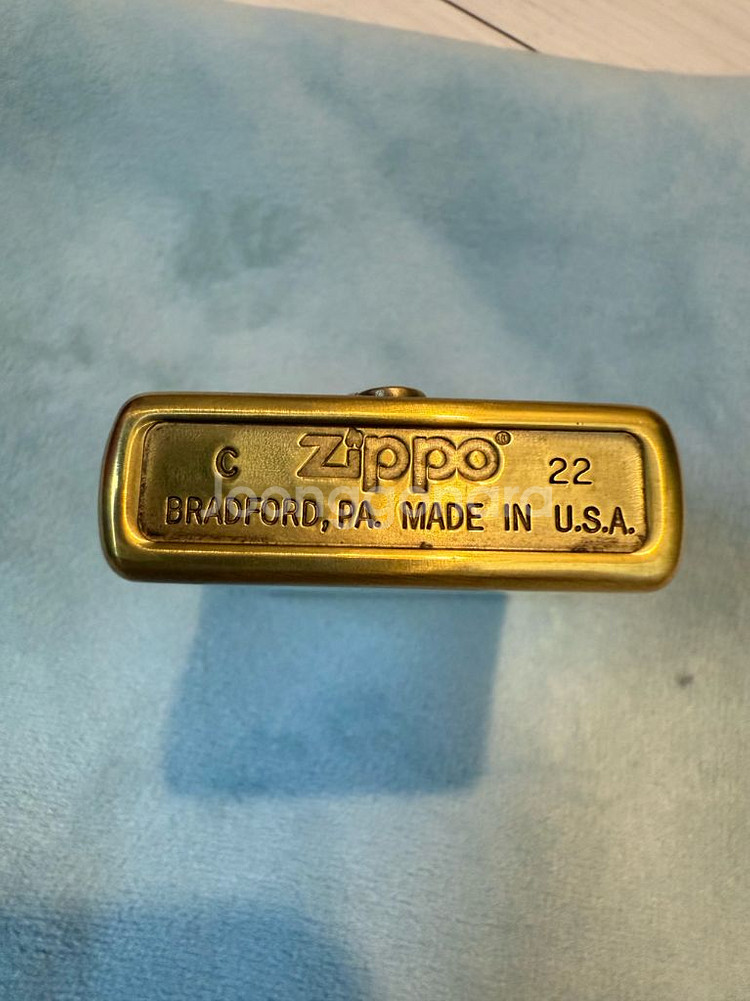 C zippo® 22
BRADFORD, PA. MADE IN U.S.A.